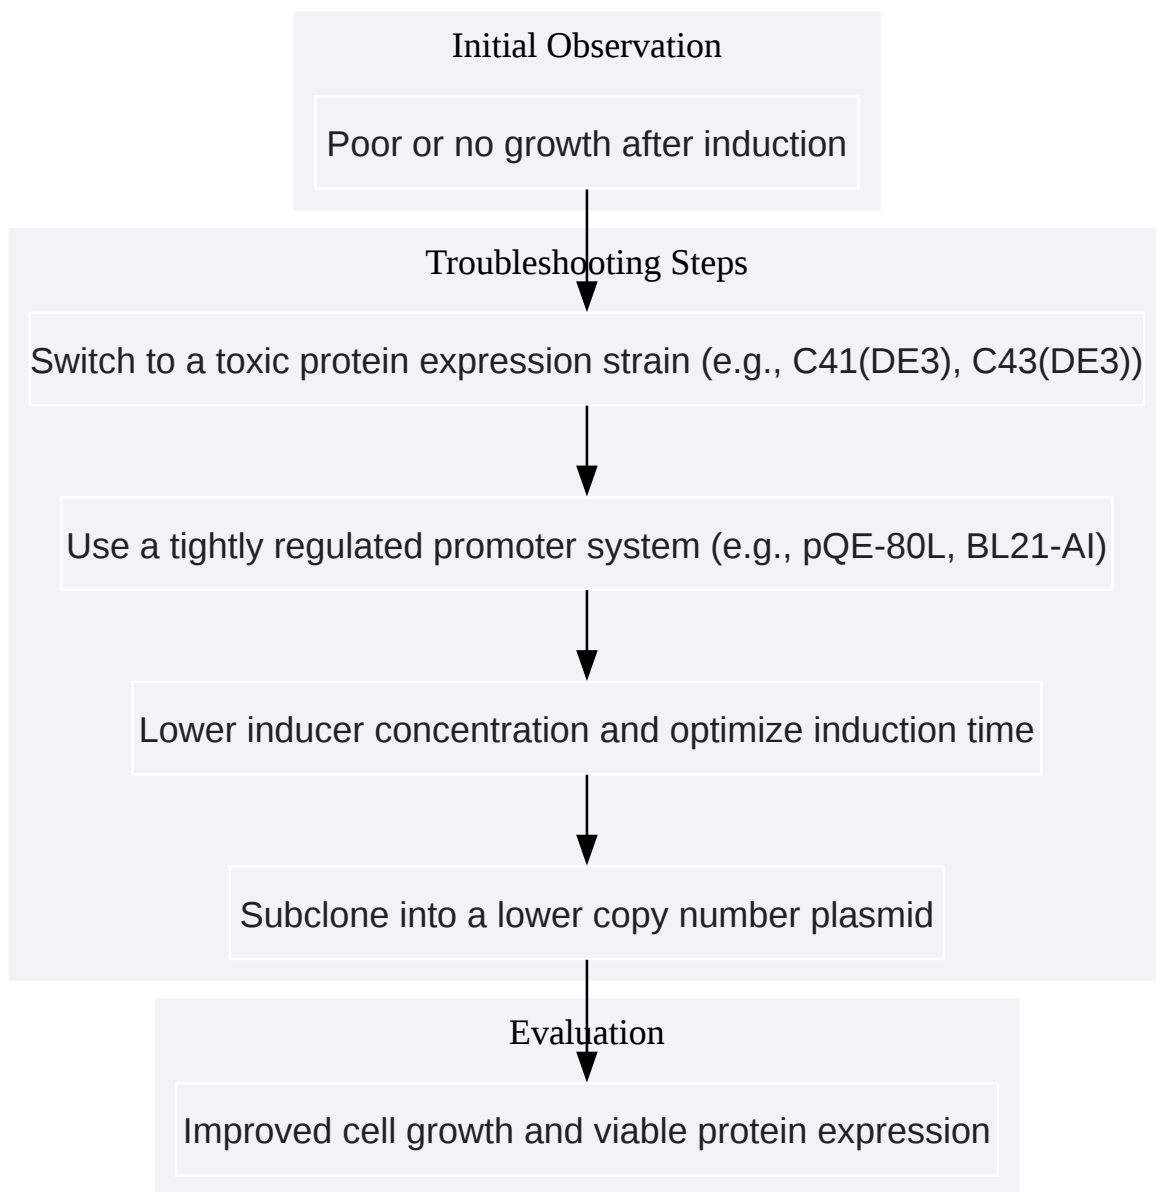 Initial Observation
Poor or no growth after induction
Troubleshooting Steps
Switch to a toxic protein expression strain (e.g., C41(DE3), C43(DE3))
Use a tightly regulated promoter system (e.g., pQE-80L, BL21-AI)
Lower inducer concentration and optimize induction time
Subclone into a lower copy number plasmid
Evaluation
Improved cell growth and viable protein expression